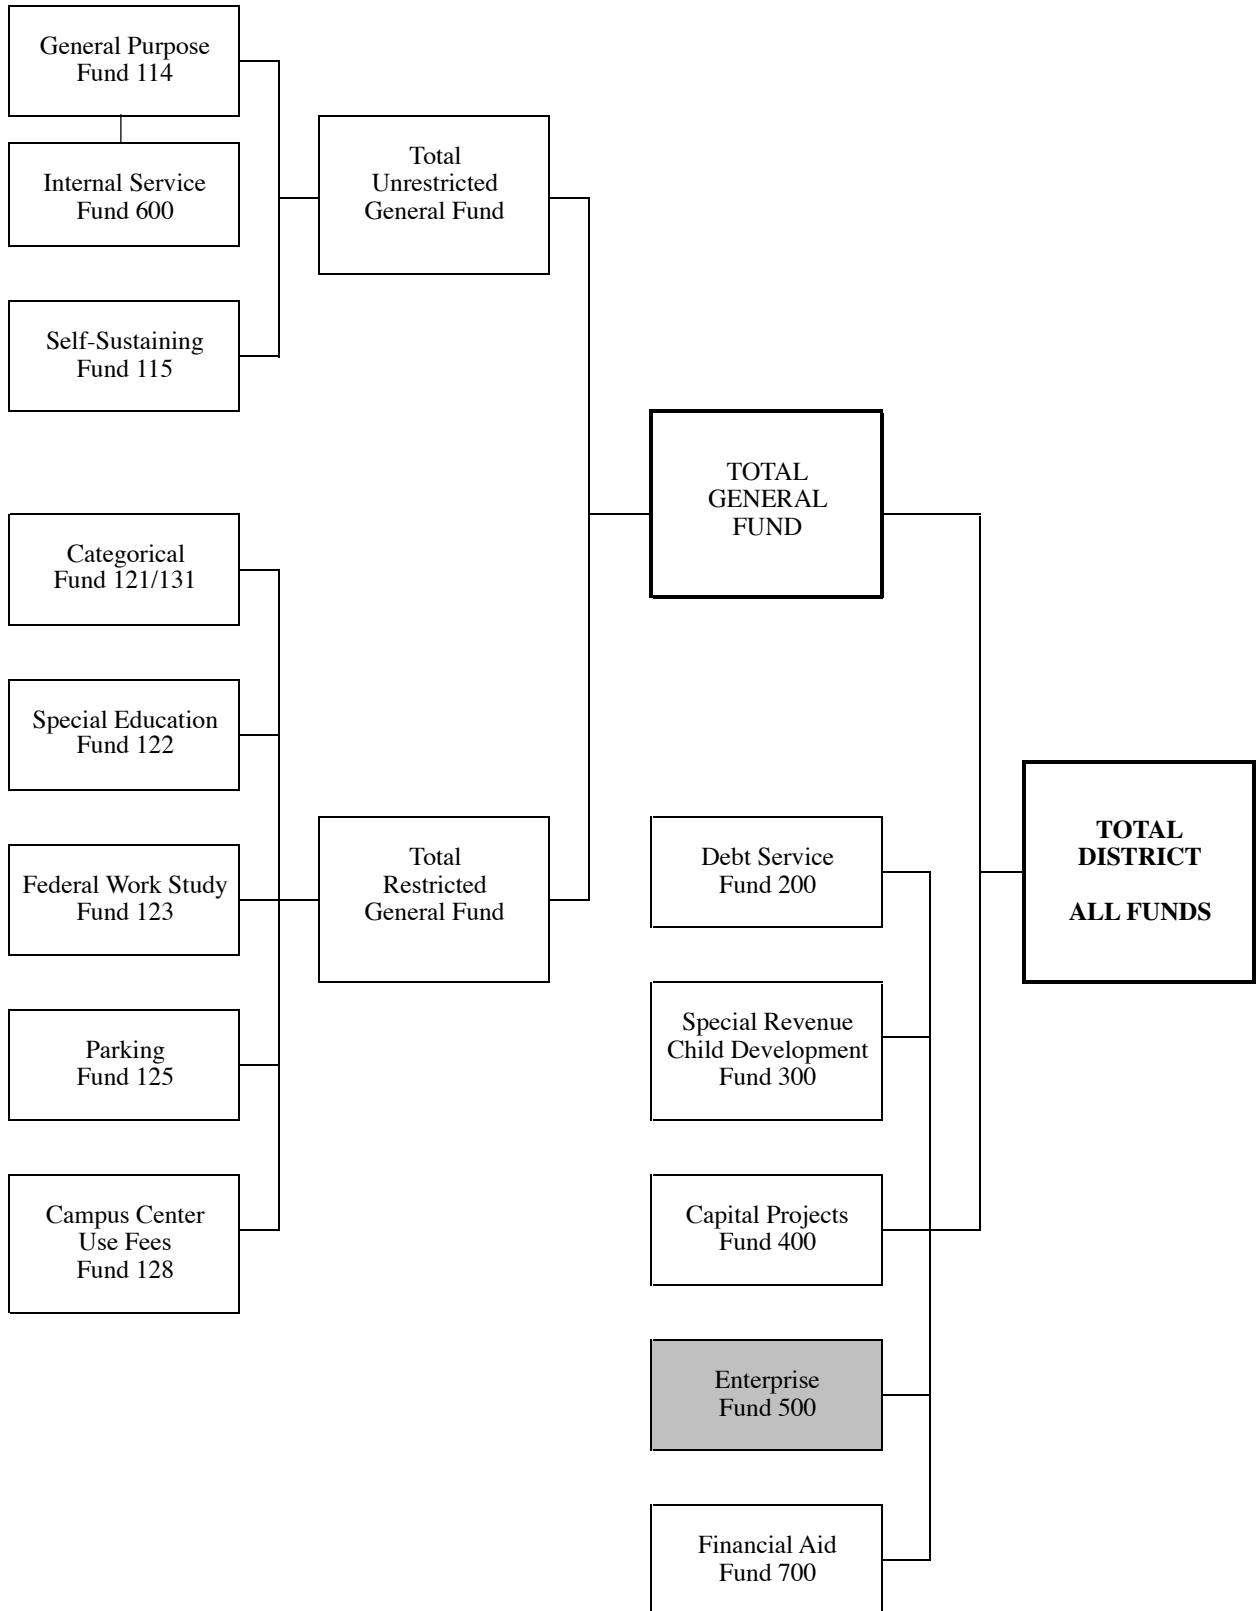 General Purpose
Fund 114
Internal Service
Fund 600
Self-Sustaining
Fund 115
Categorical
Fund 121/131
Special Education
Fund 122
Federal Work Study
Fund 123
Parking
Fund 125
Campus Center
Use Fees
Fund 128
Total
Unrestricted
General Fund
Total
Restricted
General Fund
TOTAL
GENERAL
FUND
Debt Service
Fund 200
Special Revenue
Child Development
Fund 300
Capital Projects
Fund 400
Enterprise
Fund 500
Financial Aid
Fund 700
TOTAL
DISTRICT
ALL FUNDS